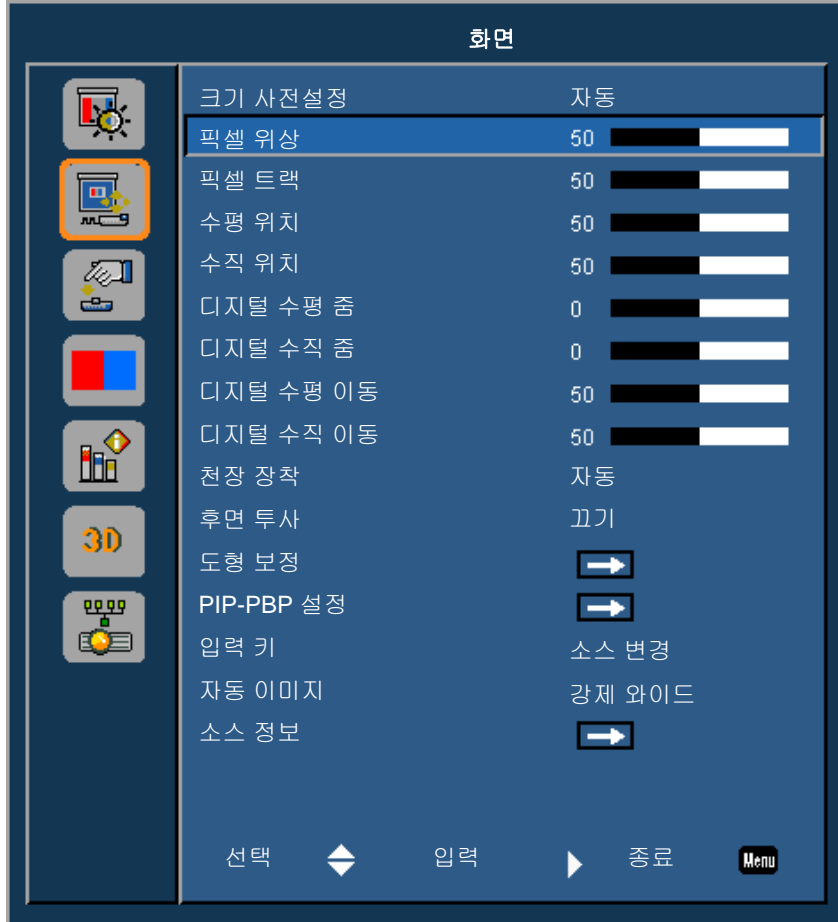 화면
크기 사전설정 자동
픽셀 위상 50
픽셀 트랙 50
수평 위치 50
수직 위치 50
디지털 수평 줌 0
디지털 수직 줌 0
디지털 수평 이동 50
디지털 수직 이동 50
천장 장착 자동
후면 투사 끄기
도형 보정
PIP-PBP 설정
입력 키 소스 변경
자동 이미지 강제 와이드
소스 정보
3D
선택 입력 종료 Menu